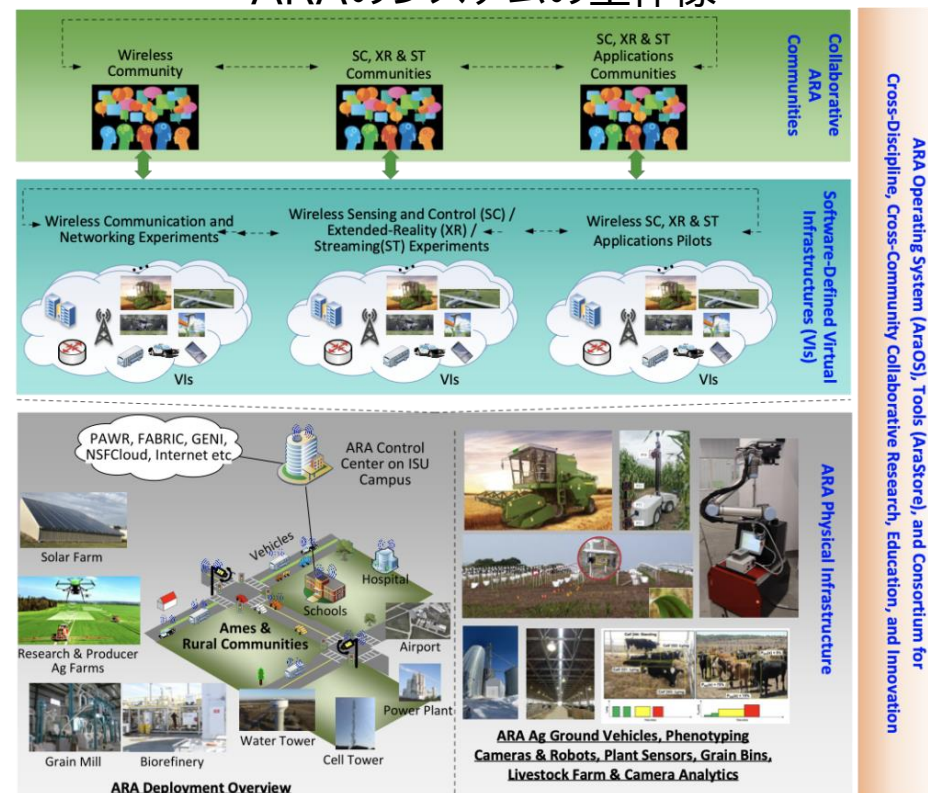 ARAのシステムの全体像
Wireless
Community
SC, XR & ST
Communities
SC, XR & ST
Applications
Communities
Collaborative
ARA
Communities
Wireless Communication and
Networking Experiments
Wireless Sensing and Control (SC) /
Extended-Reality (XR) /
Streaming(ST) Experiments
Wireless SC, XR & ST
Applications Pilots
VIs
VIs
VIs
Software-Defined Virtual
Infrastructures (VIs)
PAWR, FABRIC, GENI,
NSFCloud, Internet etc
ARA Control
Center on ISU
Campus
Solar Farm
Vehicles
Hospital
Schools
Ames &
Rural Communities
Airport
Research & Producer
Ag Farms
Power Plant
Water Tower
Cell Tower
Grain Mill
Biorefinery
ARA Deployment Overview
ARA Ag Ground Vehicles, Phenotyping
Cameras & Robots, Plant Sensors, Grain Bins,
Livestock Farm & Camera Analytics
ARA Physical Infrastructure
ARA Operating System (AraOS), Tools (AraStore), and Consortium for
Cross-Discipline, Cross-Community Collaborative Research, Education, and Innovation